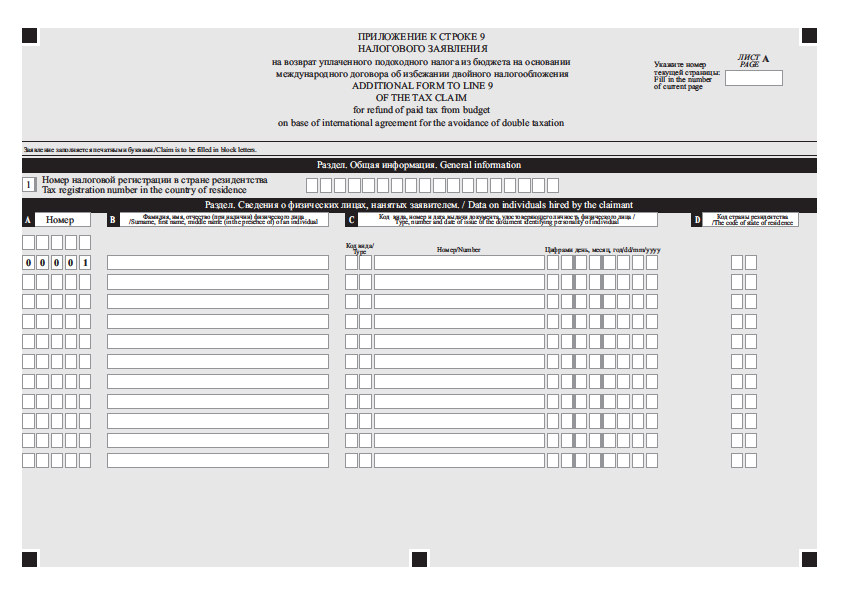 ПРИЛОЖЕНИЕ К СТРОКЕ 9
НАЛОГОВОГО ЗАЯВЛЕНИЯ
на возврат уплаченного подоходного налога из бюджета на основании
международного договора об избежании двойного налогообложения
ADDITIONAL FORM TO LINE 9
OF THE TAX CLAIM
for refund of paid tax from budget
on base of international agreement for the avoidance of double taxation
Укажите номер
текущей страницы:
Fill in the number
of current page
ЛИСТ A
PAGE
Заявление заполняется печатными буквами/Claim is to be filled in block letters.
Раздел. Общая информация. General information
1
Номер налоговой регистрации в стране резидентства
Tax registration number in the country of residence
Раздел. Сведения о физических лицах, нанятых заявителем. / Data on individuals hired by the claimant
A Номер
B Фамилия, имя, отчество (при наличии) физического лица
/Surname, first name, middle name (in the presence of) of an individual
C Код вида, номер и дата выдачи документа, удостоверяющего личность физического лица /
Type, number and date of issue of the document identifying personality of individual
D Код страны резидентства
/The code of state of residence
Код вида/
Type
Номер/Number
Цифрами день, месяц, год/dd/mm/yyyy
0 0 0 0 1